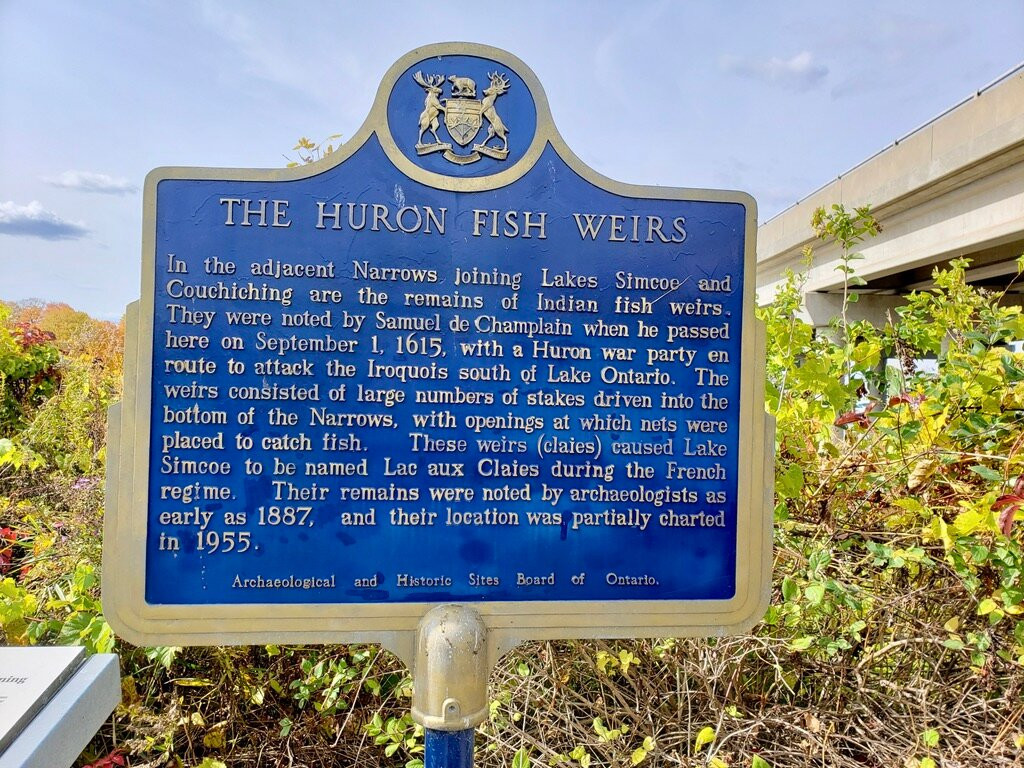 THE HURON FISH WEIRS
In the adjacent Narrows joining Lakes Simcoe and
Couchiching are the remains of Indian fish weirs.
They were noted by Samuel de Champlain when he passed
here on September 1, 1615, with a Huron war party en
route to attack the Iroquois south of Lake Ontario. The
weirs consisted of large numbers of stakes driven into the
bottom of the Narrows, with openings at which nets were
placed to catch fish. These weirs (claies) caused Lake
Simcoe to be named Lac aux Claies during the French
regime. Their remains were noted by archaeologists as
early as 1887, and their location was partially charted
in 1955.
Archaeological and Historic Sites Board of Ontario.